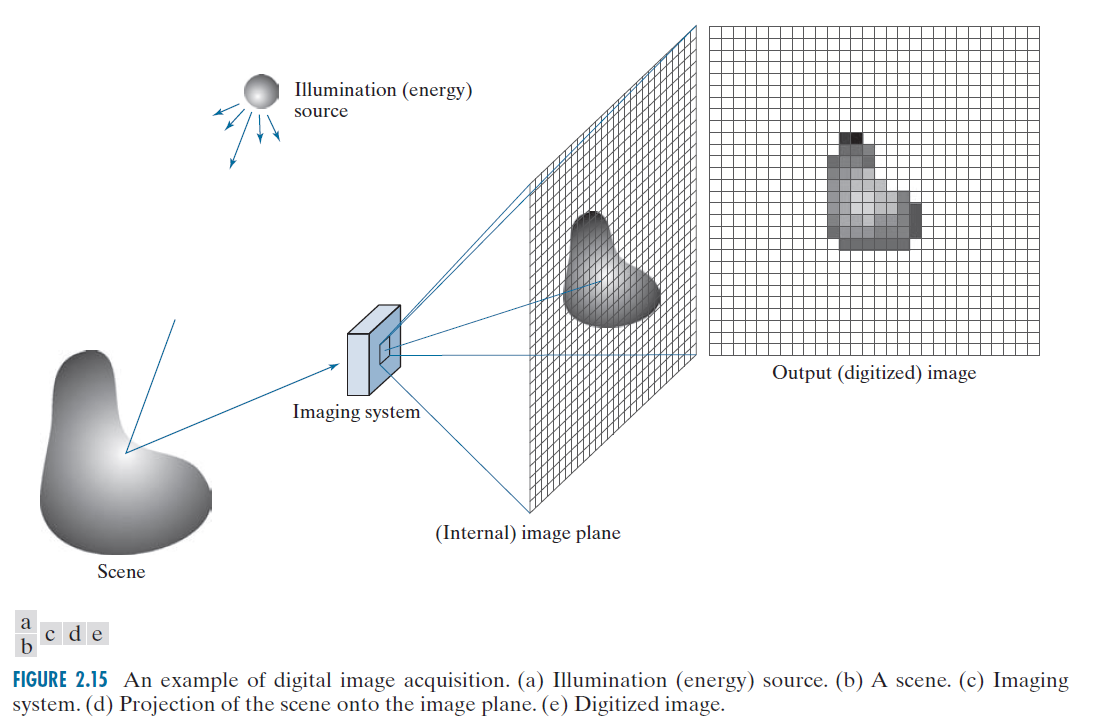 Illumination (energy)
source
Output (digitized) image
Imaging system
(Internal) image plane
Scene
a
b
c d e
FIGURE 2.15 An example of digital image acquisition. (a) Illumination (energy) source. (b) A scene. (c) Imaging
system. (d) Projection of the scene onto the image plane. (e) Digitized image.